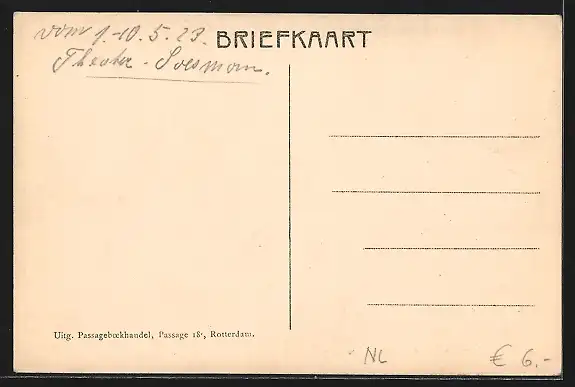 vom 1.-10.5.23.
BRIEFKAART
Theater - Soesman.
Uitg. Passageboekhandel, Passage 18, Rotterdam.
NL
€ 6,-